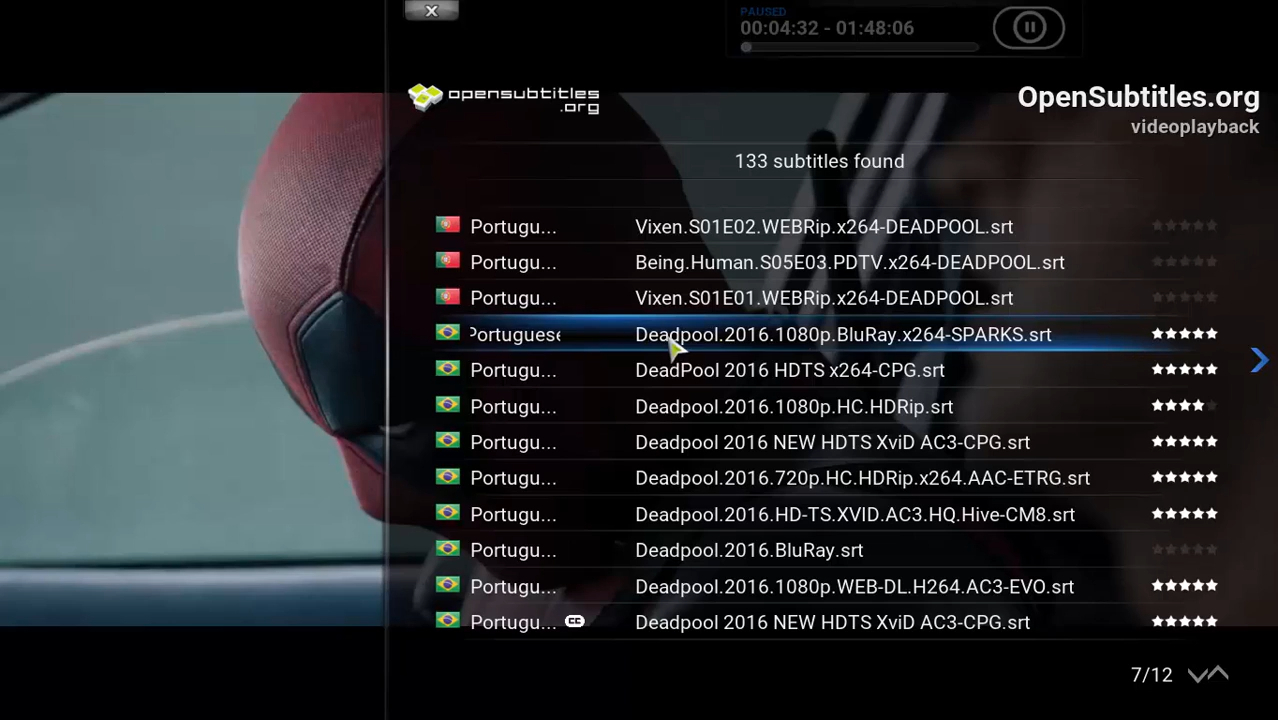 PAUSED
00:04:32 - 01:48:06
opensubtitles
.org
OpenSubtitles.org
videoplayback
133 subtitles found
Portugu... Vixen.S01E02.WEBRip.x264-DEADPOOL.srt
Portugu... Being.Human.S05E03.PDTV.x264-DEADPOOL.srt
Portugu... Vixen.S01E01.WEBRip.x264-DEADPOOL.srt
Portuguese Deadpool.2016.1080p.BluRay.x264-SPARKS.srt
Portugu... DeadPool 2016 HDTS x264-CPG.srt
Portugu... Deadpool.2016.1080p.HC.HDRip.srt
Portugu... Deadpool 2016 NEW HDTS XviD AC3-CPG.srt
Portugu... Deadpool.2016.720p.HC.HDRip.x264.AAC-ETRG.srt
Portugu... Deadpool.2016.HD-TS.XVID.AC3.HQ.Hive-CM8.srt
Portugu... Deadpool.2016.BluRay.srt
Portugu... Deadpool.2016.1080p.WEB-DL.H264.AC3-EVO.srt
Portugu... CC Deadpool 2016 NEW HDTS XviD AC3-CPG.srt
7/12